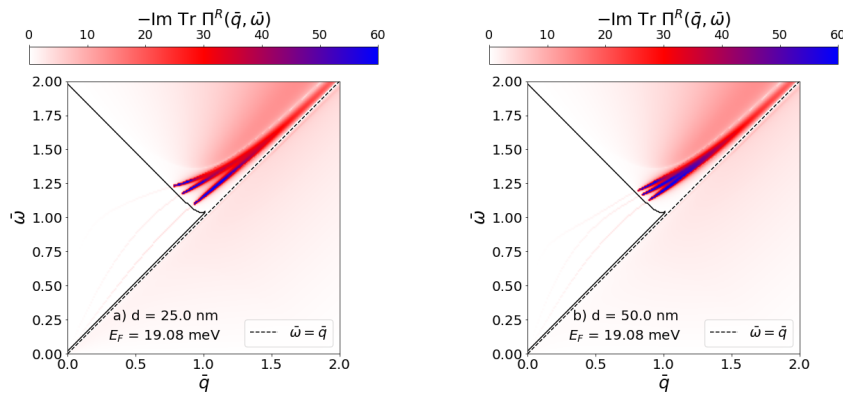 −Im Tr Π^R(q̄, ω̄)
0 10 20 30 40 50 60
2.00
1.75
1.50
1.25
1.00
0.75
0.50
0.25
0.00
ω̄
a) d = 25.0 nm
E_F = 19.08 meV
ω̄ = q̄
0.0 0.5 1.0 1.5 2.0
q̄
−Im Tr Π^R(q̄, ω̄)
0 10 20 30 40 50 60
2.00
1.75
1.50
1.25
1.00
0.75
0.50
0.25
0.00
ω̄
b) d = 50.0 nm
E_F = 19.08 meV
ω̄ = q̄
0.0 0.5 1.0 1.5 2.0
q̄